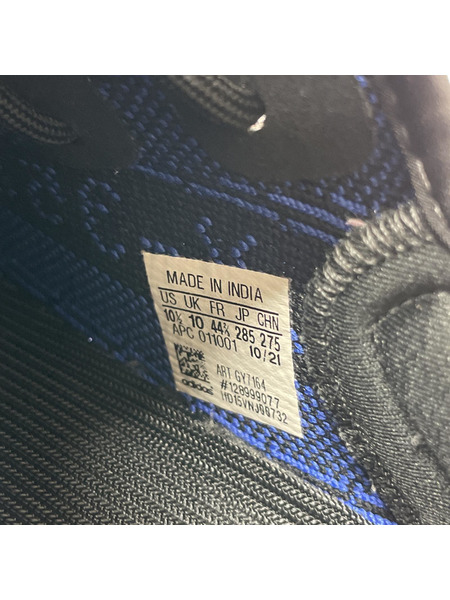 MADE IN INDIA
US UK FR JP CHN
10½ 10 44⅔ 285 275
APC 011001 10/21
ART GY7164
#128999077
adidas